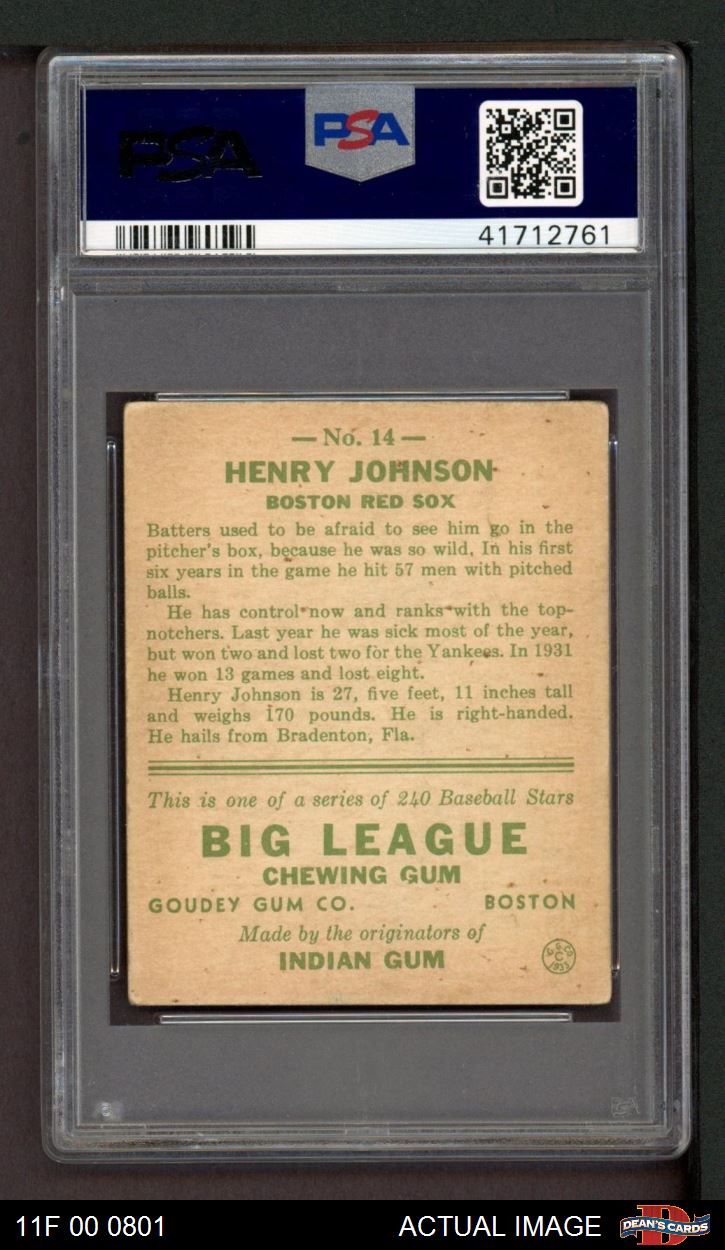 PSA
PSA
41712761
— No. 14 —
HENRY JOHNSON
BOSTON RED SOX
Batters used to be afraid to see him go in the
pitcher's box, because he was so wild, In his first
six years in the game he hit 57 men with pitched
balls.
He has control now and ranks with the top-
notchers. Last year he was sick most of the year,
but won two and lost two for the Yankees. In 1931
he won 13 games and lost eight.
Henry Johnson is 27, five feet, 11 inches tall
and weighs 170 pounds. He is right-handed.
He hails from Bradenton, Fla.
This is one of a series of 240 Baseball Stars
BIG LEAGUE
CHEWING GUM
GOUDEY GUM CO. BOSTON
Made by the originators of
INDIAN GUM
G. G. CO.
C
1933
PSA
11F 00 0801 ACTUAL IMAGE DEAN'S CARDS